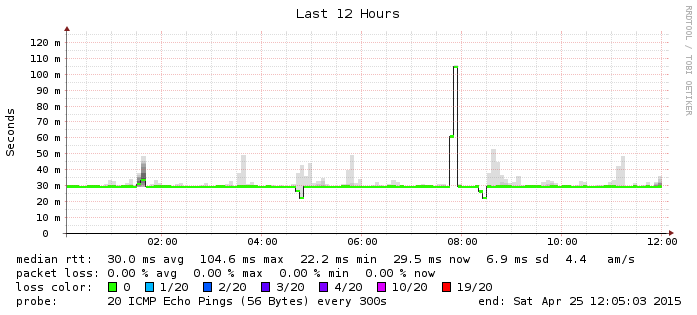 Last 12 Hours
RRDTOOL / TOBI OETIKER
Seconds
120 m
110 m
100 m
90 m
80 m
70 m
60 m
50 m
40 m
30 m
20 m
10 m
0
02:00 04:00 06:00 08:00 10:00 12:00
median rtt: 30.0 ms avg 104.6 ms max 22.2 ms min 29.5 ms now 6.9 ms sd 4.4 am/s
packet loss: 0.00 % avg 0.00 % max 0.00 % min 0.00 % now
loss color: 0 1/20 2/20 3/20 4/20 10/20 19/20
probe: 20 ICMP Echo Pings (56 Bytes) every 300s end: Sat Apr 25 12:05:03 2015